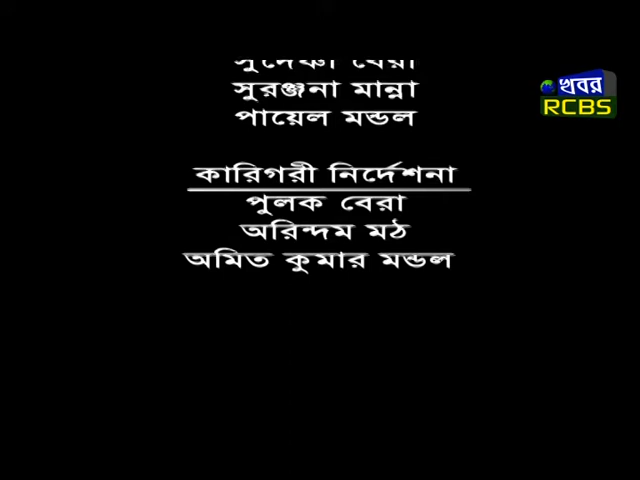 সুরঞ্জনা মান্না
পায়েল মন্ডল
খবর
RCBS
কারিগরী নির্দেশনা
পুলক বেরা
অরিন্দম মঠ
অমিত কুমার মন্ডল